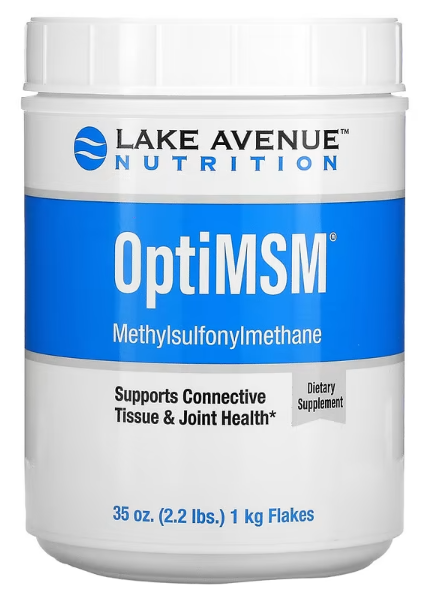 LAKE AVENUE™
NUTRITION
OptiMSM®
Methylsulfonylmethane
Supports Connective
Tissue & Joint Health*
Dietary
Supplement
35 oz. (2.2 lbs.) 1 kg Flakes